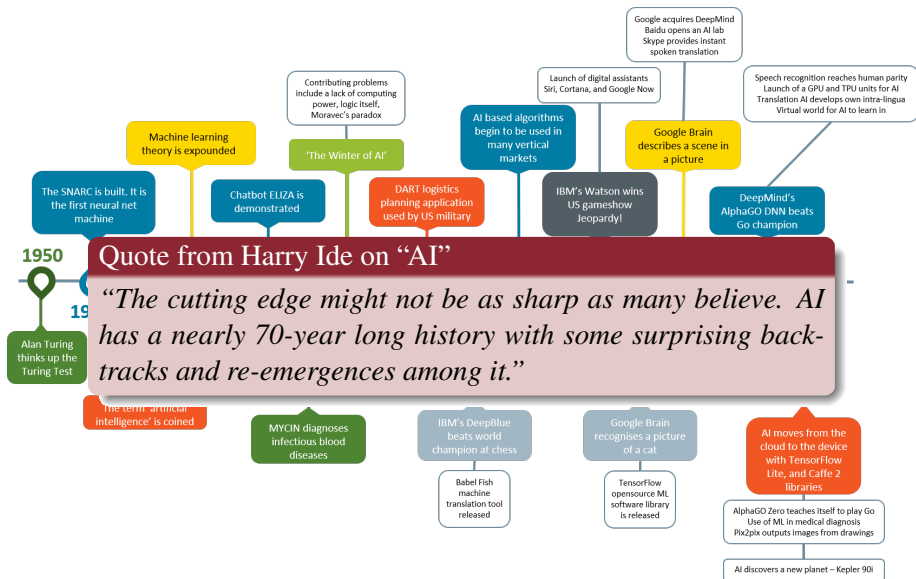 Google acquires DeepMind
Baidu opens an AI lab
Skype provides instant
spoken translation
Contributing problems
include a lack of computing
power, logic itself,
Moravec's paradox
Launch of digital assistants
Siri, Cortana, and Google Now
Speech recognition reaches human parity
Launch of a GPU and TPU units for AI
Translation AI develops own intra-lingua
Virtual world for AI to learn in
Machine learning
theory is expounded
'The Winter of AI'
AI based algorithms
begin to be used in
many vertical
markets
Google Brain
describes a scene in
a picture
The SNARC is built. It is
the first neural net
machine
Chatbot ELIZA is
demonstrated
DART logistics
planning application
used by US military
IBM's Watson wins
US gameshow
Jeopardy!
DeepMind's
AlphaGO DNN beats
Go champion
1950
19
Quote from Harry Ide on “AI”
“The cutting edge might not be as sharp as many believe. AI
has a nearly 70-year long history with some surprising back-
tracks and re-emergences among it.”
Alan Turing
thinks up the
Turing Test
The term 'artificial
intelligence' is coined
MYCIN diagnoses
infectious blood
diseases
IBM's DeepBlue
beats world
champion at chess
Babel Fish
machine
translation tool
released
Google Brain
recognises a picture
of a cat
TensorFlow
opensource ML
software library
is released
AI moves from the
cloud to the device
with TensorFlow
Lite, and Caffe 2
libraries
AlphaGO Zero teaches itself to play Go
Use of ML in medical diagnosis
Pix2pix outputs images from drawings
AI discovers a new planet – Kepler 90i